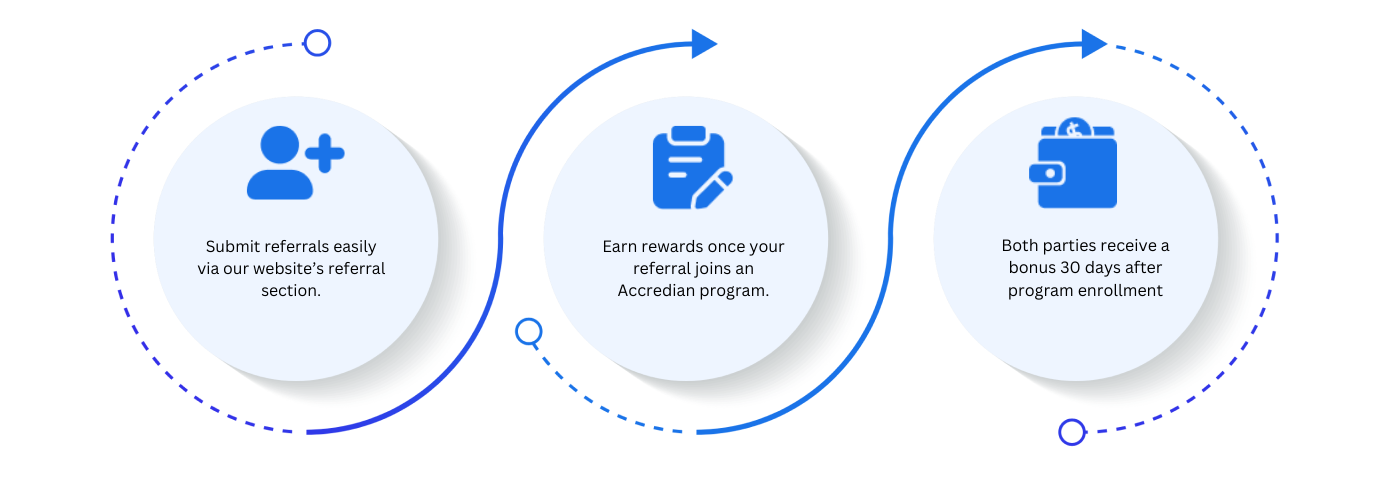 Submit referrals easily
via our website’s referral
section.
Earn rewards once your
referral joins an
Accredian program.
Both parties receive a
bonus 30 days after
program enrollment